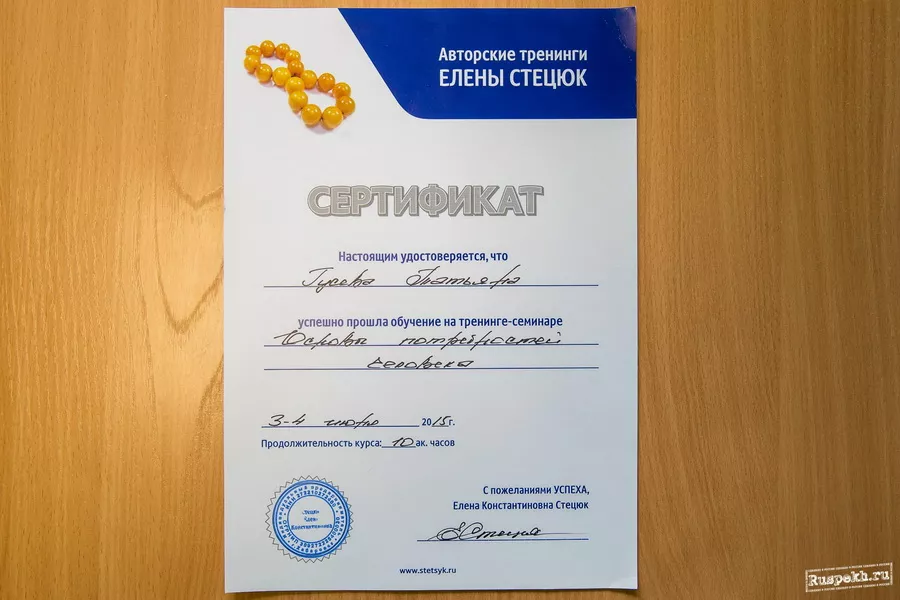 Авторские тренинги
ЕЛЕНЫ СТЕЦЮК
СЕРТИФИКАТ
Настоящим удостоверяется, что
Гусева Татьяна
успешно прошла обучение на тренинге-семинаре
Основы потребностей
человека
3-4 2015г.
Продолжительность курса: 10 ак. часов
С пожеланиями УСПЕХА,
Елена Константиновна Стецюк
www.stetsyk.ru
Ruspekh.ru